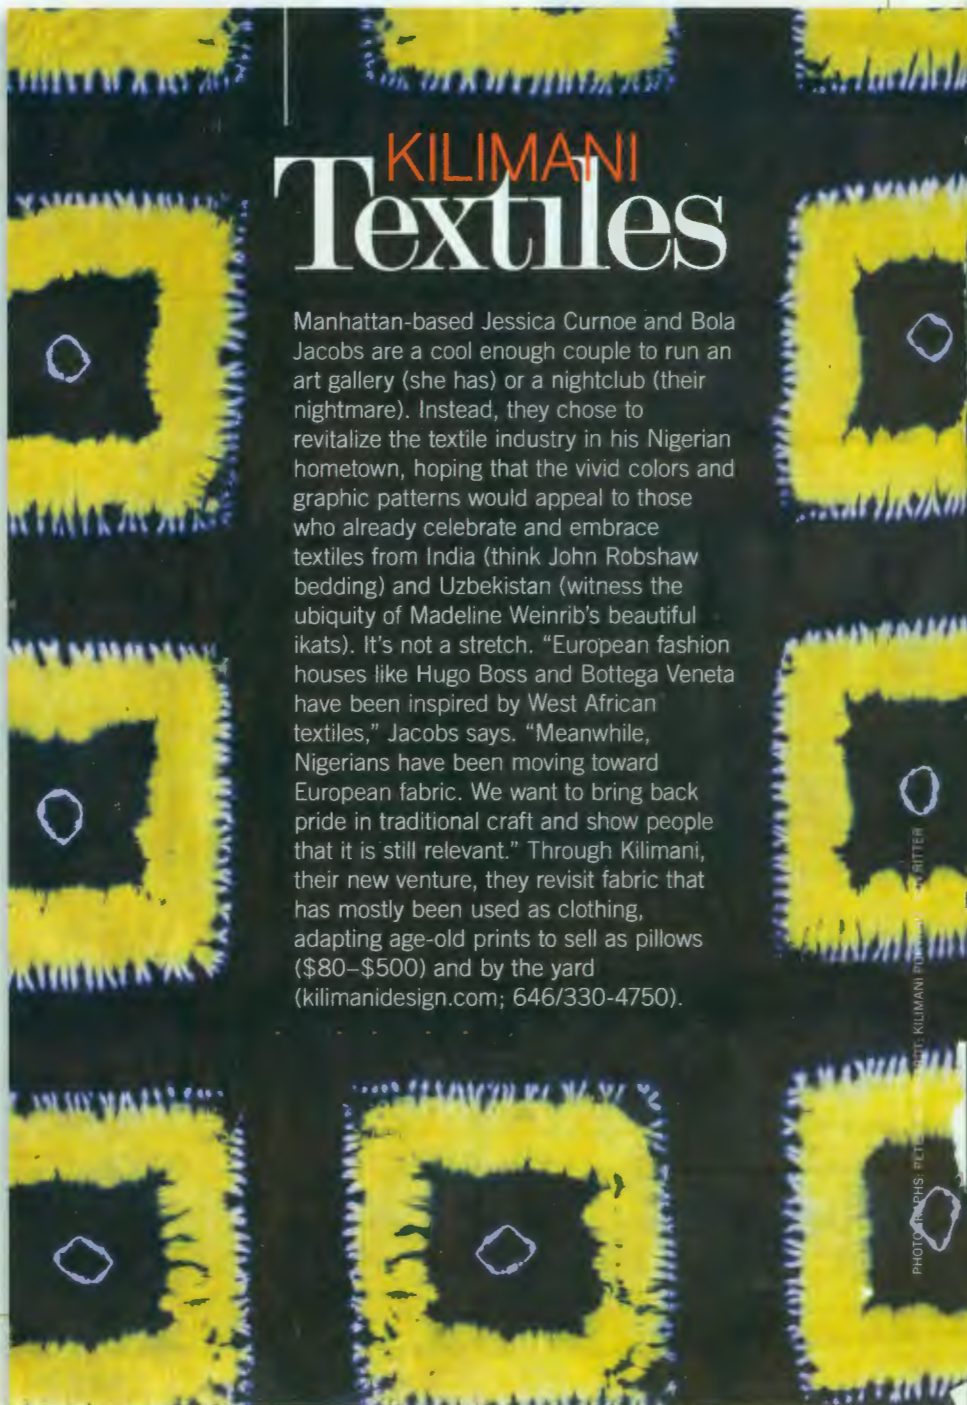 KILIMANI
Textiles
Manhattan-based Jessica Curnoe and Bola
Jacobs are a cool enough couple to run an
art gallery (she has) or a nightclub (their
nightmare). Instead, they chose to
revitalize the textile industry in his Nigerian
hometown, hoping that the vivid colors and
graphic patterns would appeal to those
who already celebrate and embrace
textiles from India (think John Robshaw
bedding) and Uzbekistan (witness the
ubiquity of Madeline Weinrib's beautiful
ikats). It's not a stretch. “European fashion
houses like Hugo Boss and Bottega Veneta
have been inspired by West African
textiles,” Jacobs says. “Meanwhile,
Nigerians have been moving toward
European fabric. We want to bring back
pride in traditional craft and show people
that it is still relevant.” Through Kilimani,
their new venture, they revisit fabric that
has mostly been used as clothing,
adapting age-old prints to sell as pillows
($80–$500) and by the yard
(kilimanidesign.com; 646/330-4750).
PHOTOGRAPHS: KILIMANI RITTER